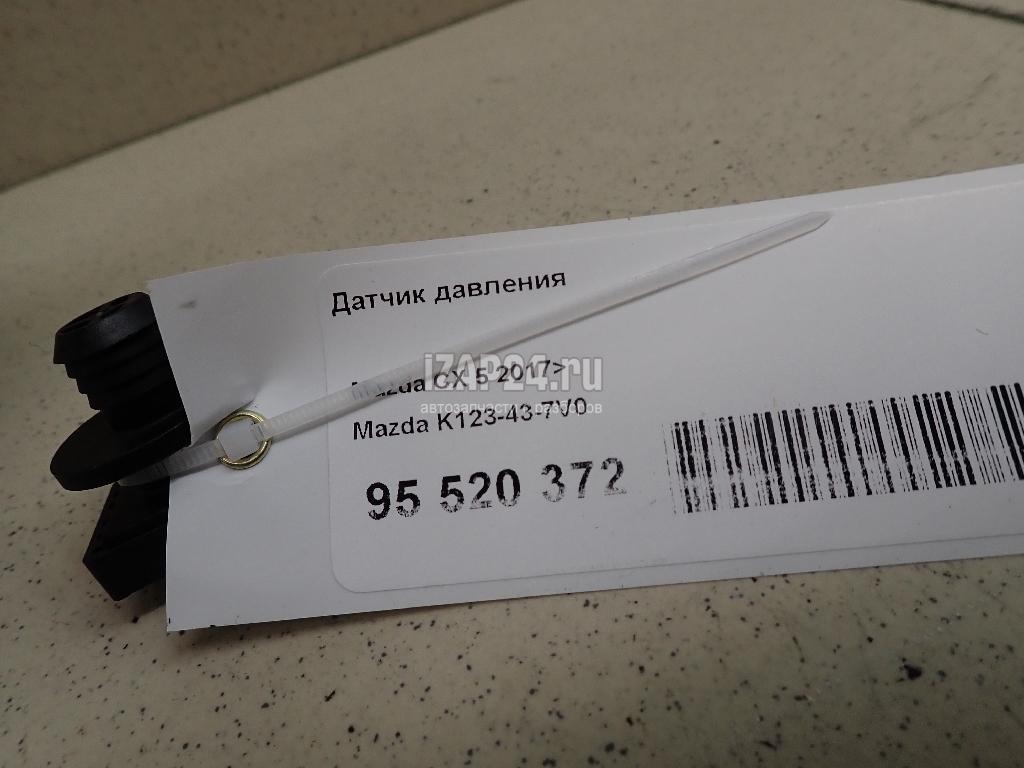 Датчик давления
iZAP24.ru
Mazda CX 5 2017>
автозапчасти разборов
Mazda K123-43-7V0
95 520 372